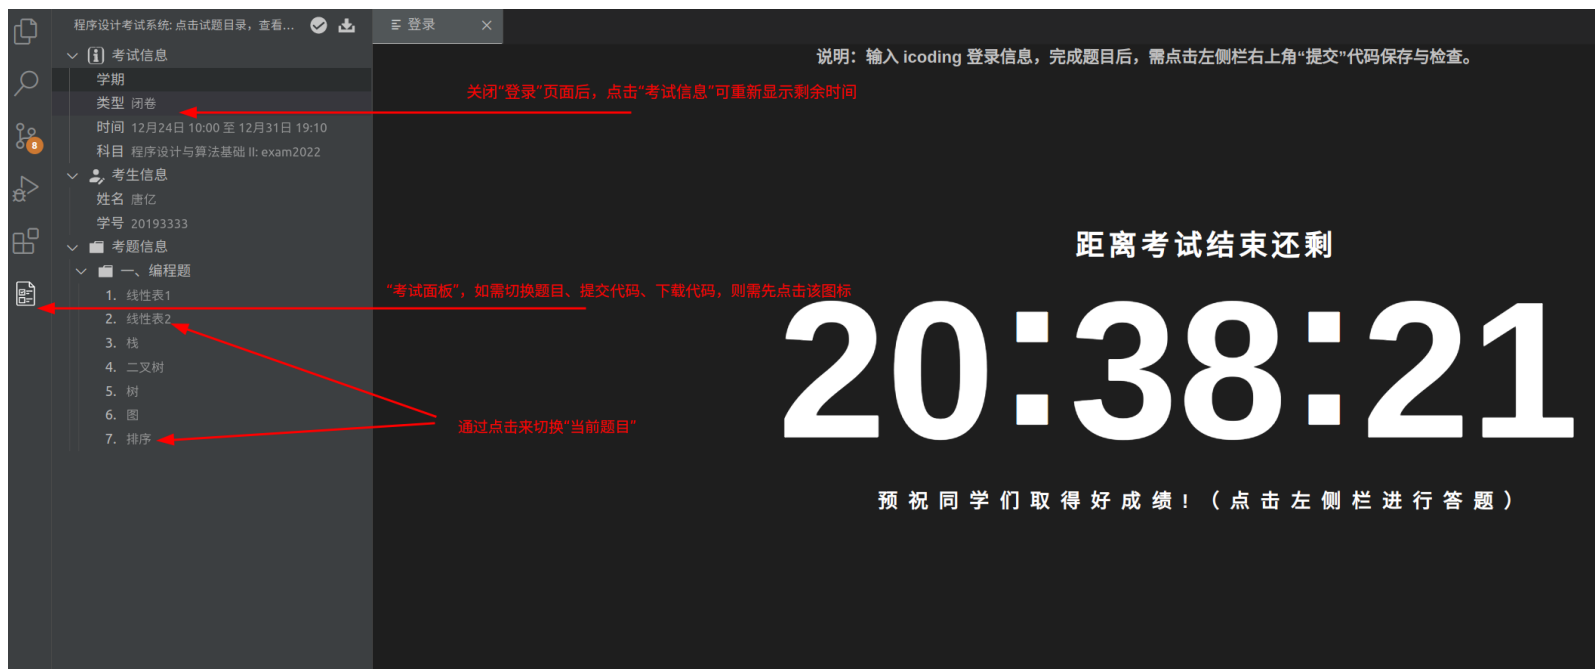 程序设计考试系统: 点击试题目录，查看...
登录
说明：输入 icoding 登录信息，完成题目后，需点击左侧栏右上角“提交”代码保存与检查。
考试信息
学期
类型 闭卷
关闭“登录”页面后，点击“考试信息”可重新显示剩余时间
时间 12月24日 10:00 至 12月31日 19:10
科目 程序设计与算法基础 II: exam2022
8
考生信息
姓名 唐亿
学号 20193333
考题信息
一、编程题
1. 线性表1
2. 线性表2
3. 栈
4. 二叉树
5. 树
6. 图
7. 排序
“考试面板”，如需切换题目、提交代码、下载代码，则需先点击该图标
通过点击来切换“当前题目”
距离考试结束还剩
20:38:21
预祝同学们取得好成绩!（点击左侧栏进行答题）